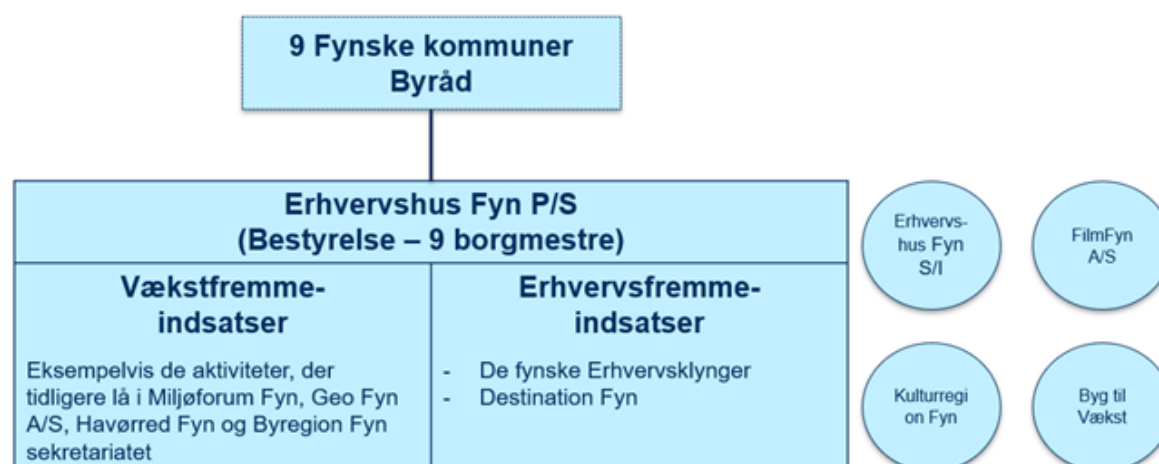 9 Fynske kommuner
Byråd
Erhvervshus Fyn P/S
(Bestyrelse – 9 borgmestre)
Vækstfremme-
indsatser
Eksempelvis de aktiviteter, der
tidligere lå i Miljøforum Fyn, Geo Fyn
A/S, Havørred Fyn og Byregion Fyn
sekretariatet
Erhvervsfremme-
indsatser
- De fynske Erhvervsklynger
- Destination Fyn
Erhvervs-
hus Fyn
S/I
FilmFyn
A/S
Kulturregi
on Fyn
Byg til
Vækst